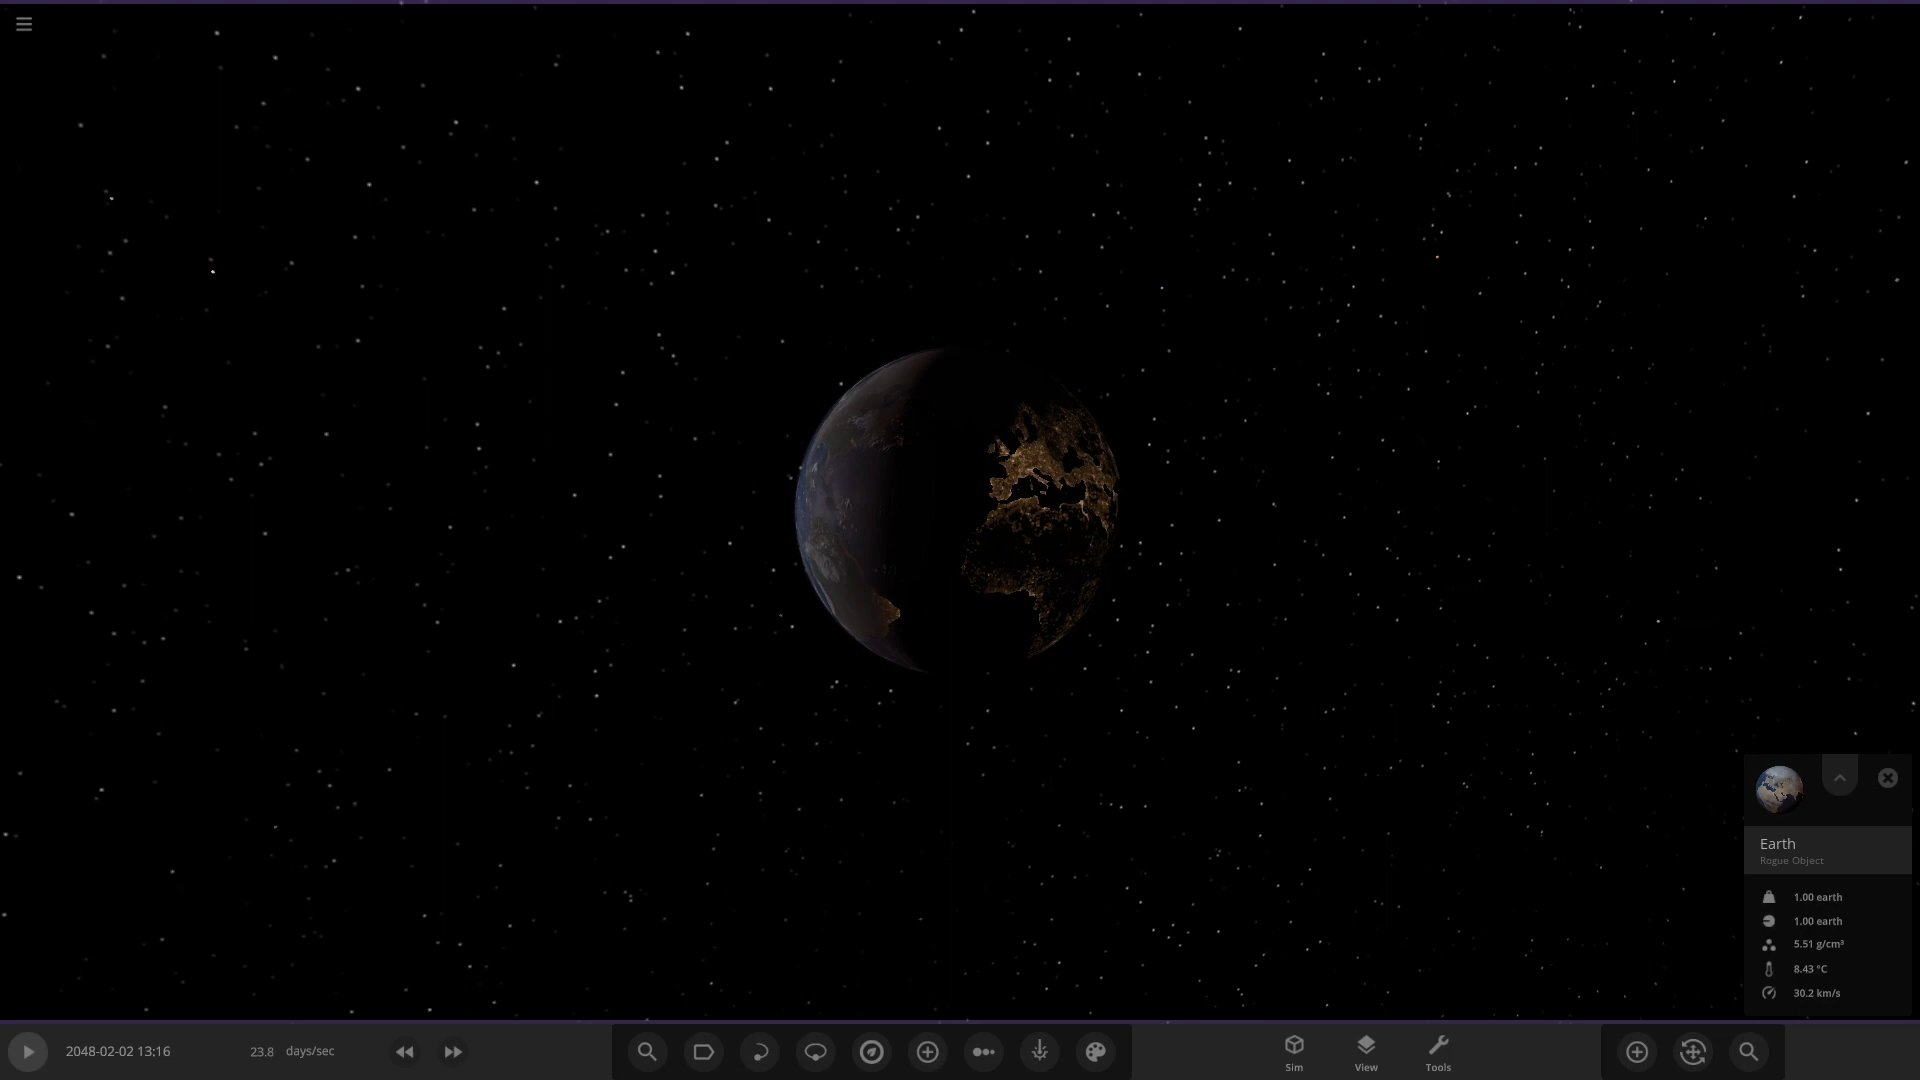 Earth
Rogue Object
1.00 earth
1.00 earth
5.51 g/cm³
8.43 °C
30.2 km/s
2048-02-02 13:16
23.8 days/sec
Sim
View
Tools